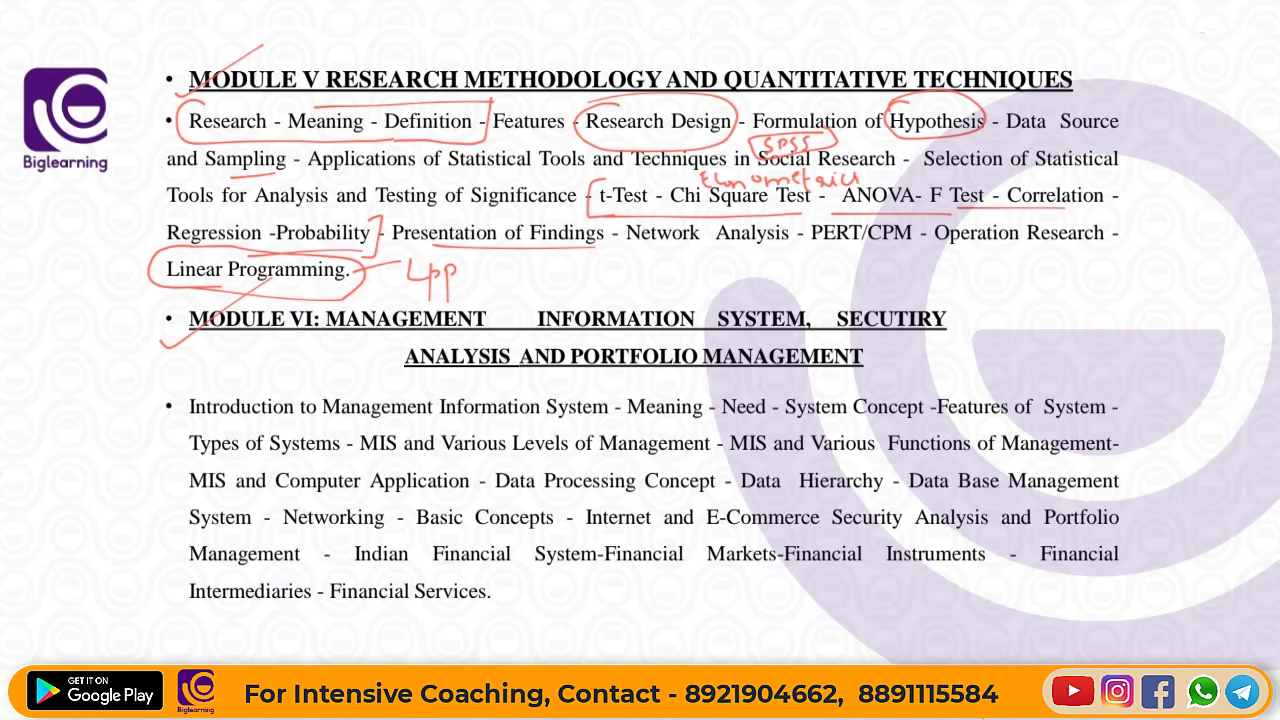 • MODULE V RESEARCH METHODOLOGY AND QUANTITATIVE TECHNIQUES
• Research - Meaning - Definition - Features - Research Design - Formulation of Hypothesis - Data Source
SPSS
and Sampling - Applications of Statistical Tools and Techniques in Social Research - Selection of Statistical
Econometrics
Tools for Analysis and Testing of Significance - t-Test - Chi Square Test - ANOVA- F Test - Correlation -
Regression -Probability - Presentation of Findings - Network Analysis - PERT/CPM - Operation Research -
Linear Programming.
LPP
• MODULE VI: MANAGEMENT INFORMATION SYSTEM, SECUTIRY
ANALYSIS AND PORTFOLIO MANAGEMENT
• Introduction to Management Information System - Meaning - Need - System Concept -Features of System -
Types of Systems - MIS and Various Levels of Management - MIS and Various Functions of Management-
MIS and Computer Application - Data Processing Concept - Data Hierarchy - Data Base Management
System - Networking - Basic Concepts - Internet and E-Commerce Security Analysis and Portfolio
Management - Indian Financial System-Financial Markets-Financial Instruments - Financial
Intermediaries - Financial Services.
Biglearning
GET IT ON
Google Play
Biglearning
For Intensive Coaching, Contact - 8921904662, 8891115584